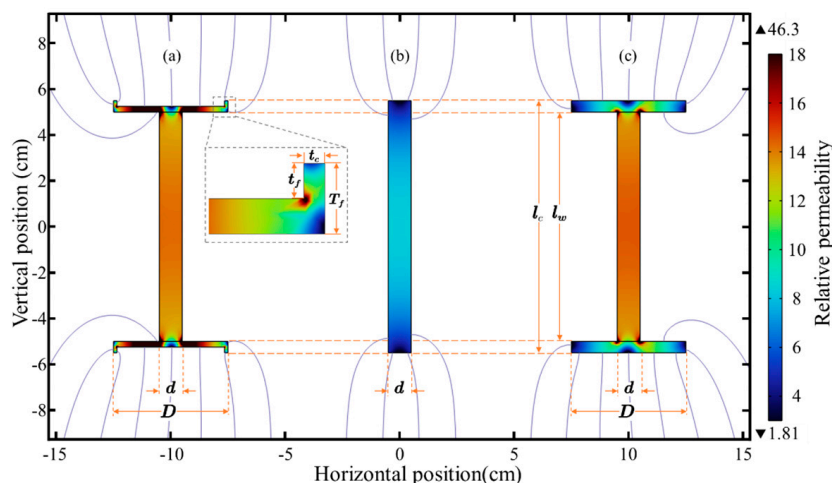 (a) (b) (c)
▲46.3
8
6
4
2
0
-2
-4
-6
-8
Vertical position (cm)
t_c
t_f
T_f
l_c
l_w
d
D
d
d
D
18
16
14
12
10
8
6
4
▼1.81
Relative permeability
-15 -10 -5 0 5 10 15
Horizontal position(cm)